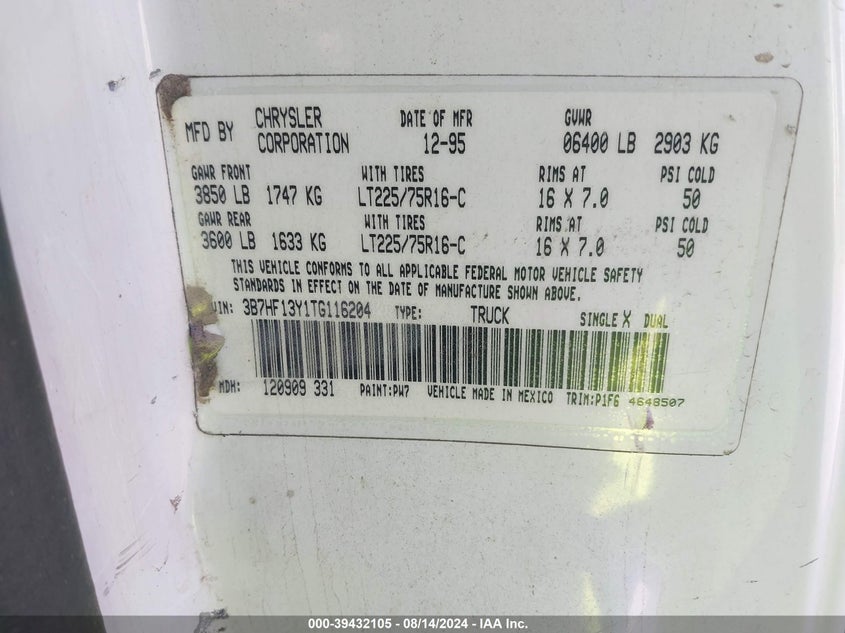 MFD BY CHRYSLER CORPORATION DATE OF MFR 12-95 GVWR 06400 LB 2903 KG
GAWR FRONT WITH TIRES RIMS AT PSI COLD
3850 LB 1747 KG LT225/75R16-C 16 X 7.0 50
GAWR REAR WITH TIRES RIMS AT PSI COLD
3600 LB 1633 KG LT225/75R16-C 16 X 7.0 50
THIS VEHICLE CONFORMS TO ALL APPLICABLE FEDERAL MOTOR VEHICLE SAFETY
STANDARDS IN EFFECT ON THE DATE OF MANUFACTURE SHOWN ABOVE.
VIN: 3B7HF13Y1TG116204 TYPE: TRUCK SINGLE X DUAL
MDH: 120909 331 PAINT:PW7 VEHICLE MADE IN MEXICO TRIM:P1F6 4648507
000-39432105 - 08/14/2024 - IAA Inc.